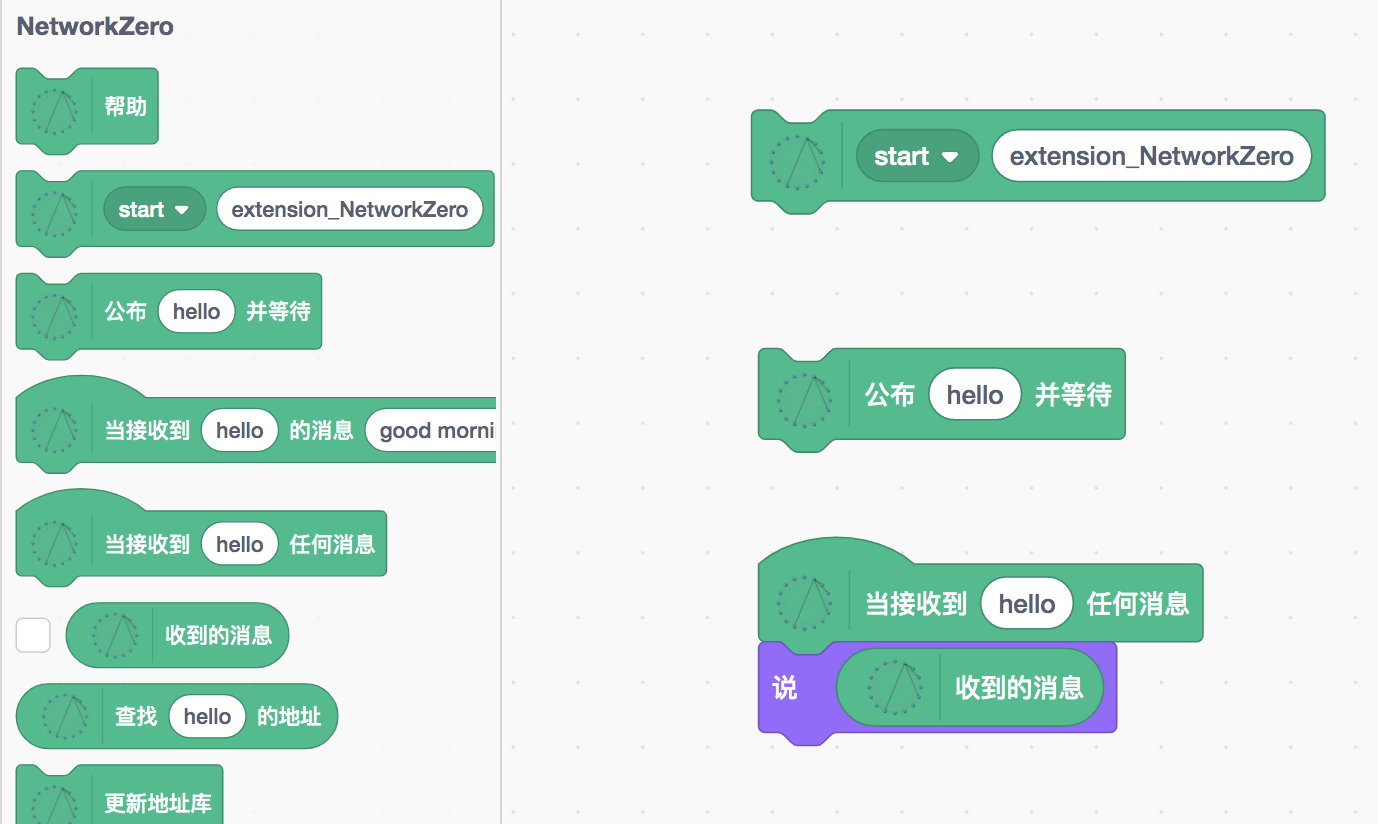 NetworkZero
帮助
start extension_NetworkZero
公布 hello 并等待
当接收到 hello 的消息 good morni
当接收到 hello 任何消息
收到的消息
查找 hello 的地址
更新地址库
start extension_NetworkZero
公布 hello 并等待
当接收到 hello 任何消息
说 收到的消息